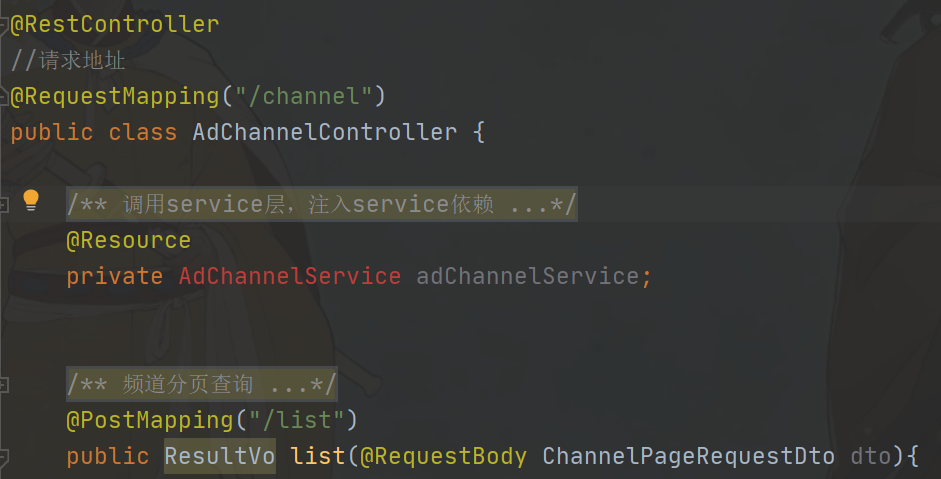 @RestController
//请求地址
@RequestMapping("/channel")
public class AdChannelController {
/** 调用service层，注入service依赖 ...*/
@Resource
private AdChannelService adChannelService;
/** 频道分页查询 ...*/
@PostMapping("/list")
public ResultVo list(@RequestBody ChannelPageRequestDto dto){